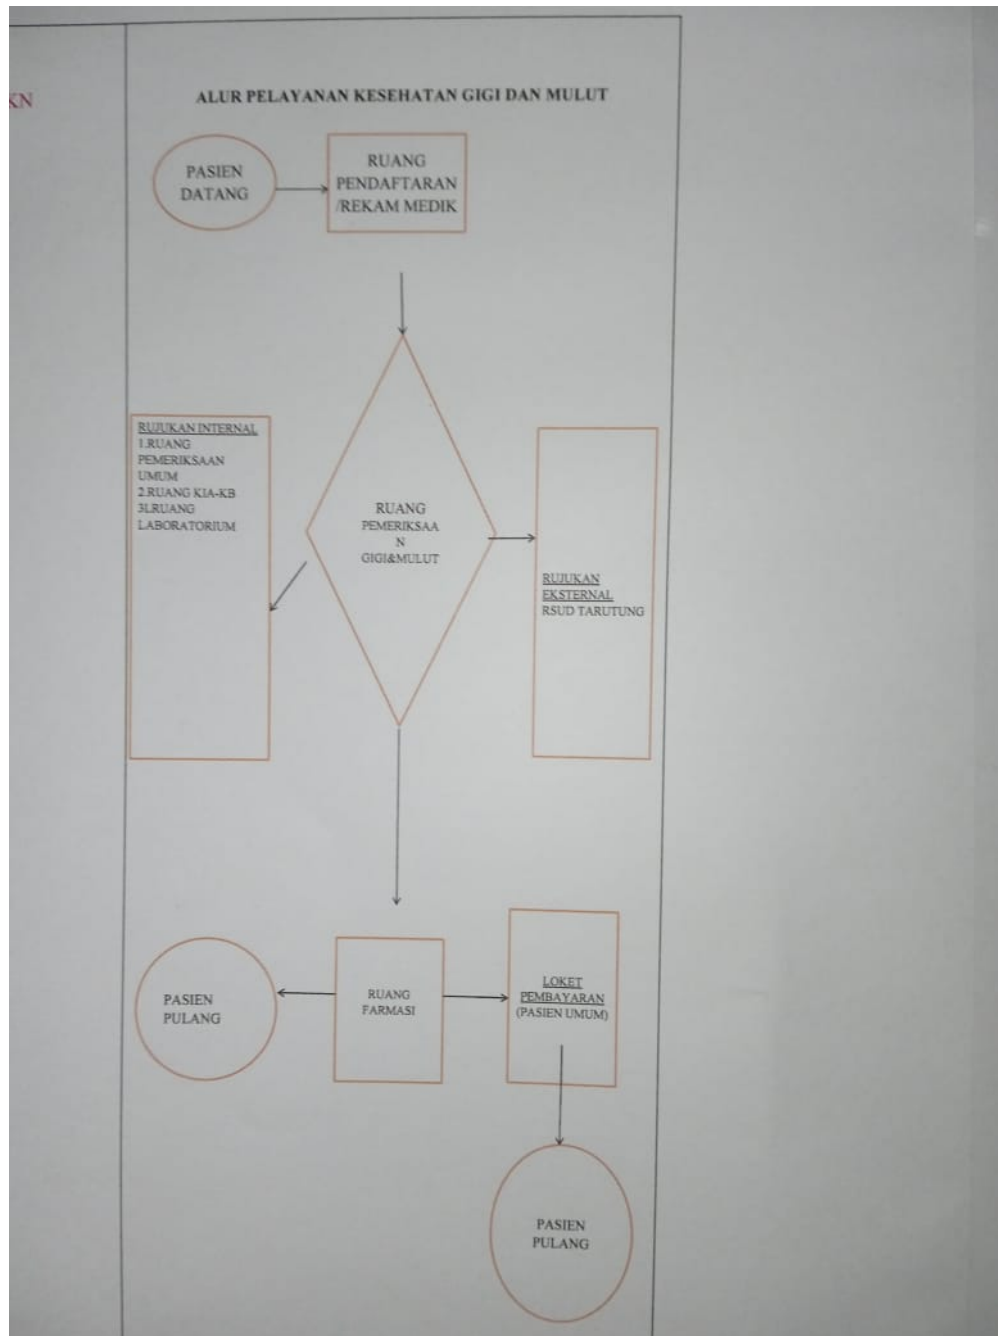 KN
ALUR PELAYANAN KESEHATAN GIGI DAN MULUT
PASIEN
DATANG
RUANG
PENDAFTARAN
/REKAM MEDIK
RUJUKAN INTERNAL
1.RUANG
PEMERIKSAAN
UMUM
2.RUANG KIA-KB
3LRUANG
LABORATORIUM
RUANG
PEMERIKSAA
N
GIGI&MULUT
RUJUKAN
EKSTERNAL
RSUD TARUTUNG
PASIEN
PULANG
RUANG
FARMASI
LOKET
PEMBAYARAN
(PASIEN UMUM)
PASIEN
PULANG